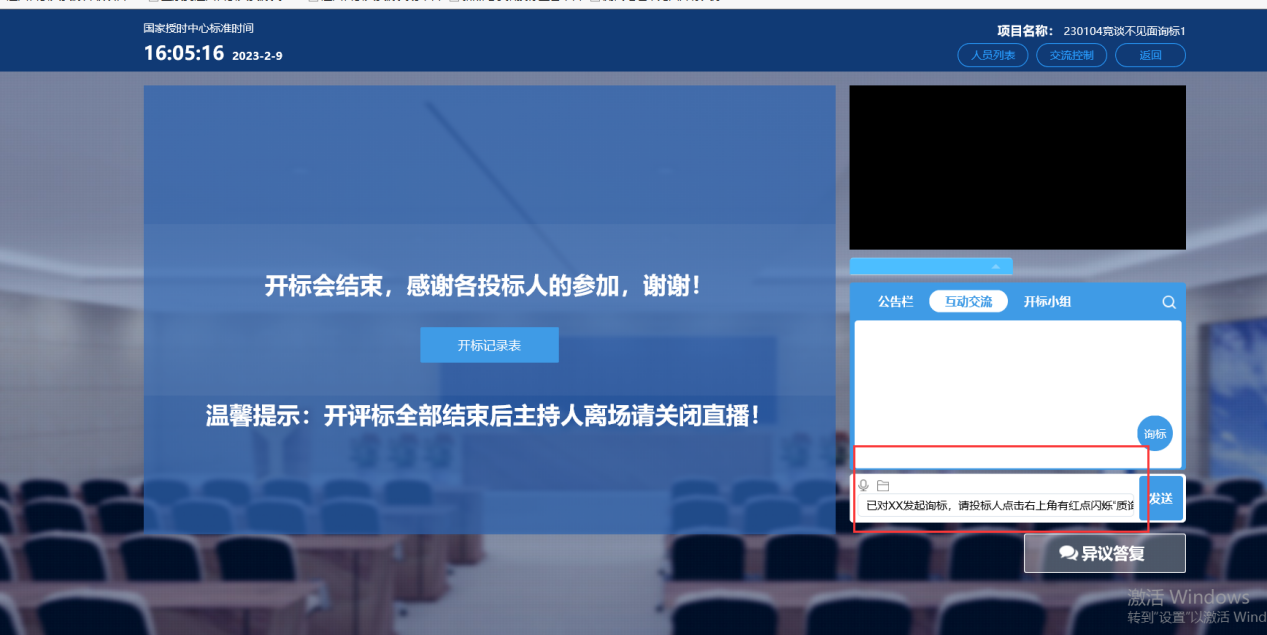 国家授时中心标准时间
16:05:16 2023-2-9
项目名称： 230104竞谈不见面询标1
人员列表 交流控制 返回
开标会结束，感谢各投标人的参加，谢谢！
开标记录表
温馨提示：开评标全部结束后主持人离场请关闭直播！
公告栏 互动交流 开标小组
询标
已对XX发起询标，请投标人点击右上角有红点闪烁“质询
发送
异议答复
激活 Windows
转到"设置"以激活 Wind